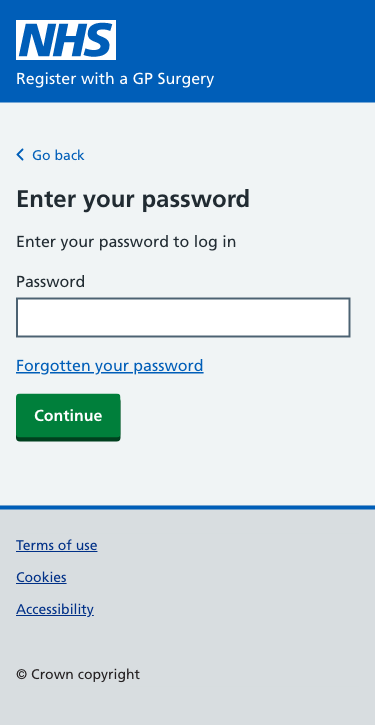 NHS
Register with a GP Surgery
Go back
Enter your password
Enter your password to log in
Password
Forgotten your password
Continue
Terms of use
Cookies
Accessibility
© Crown copyright